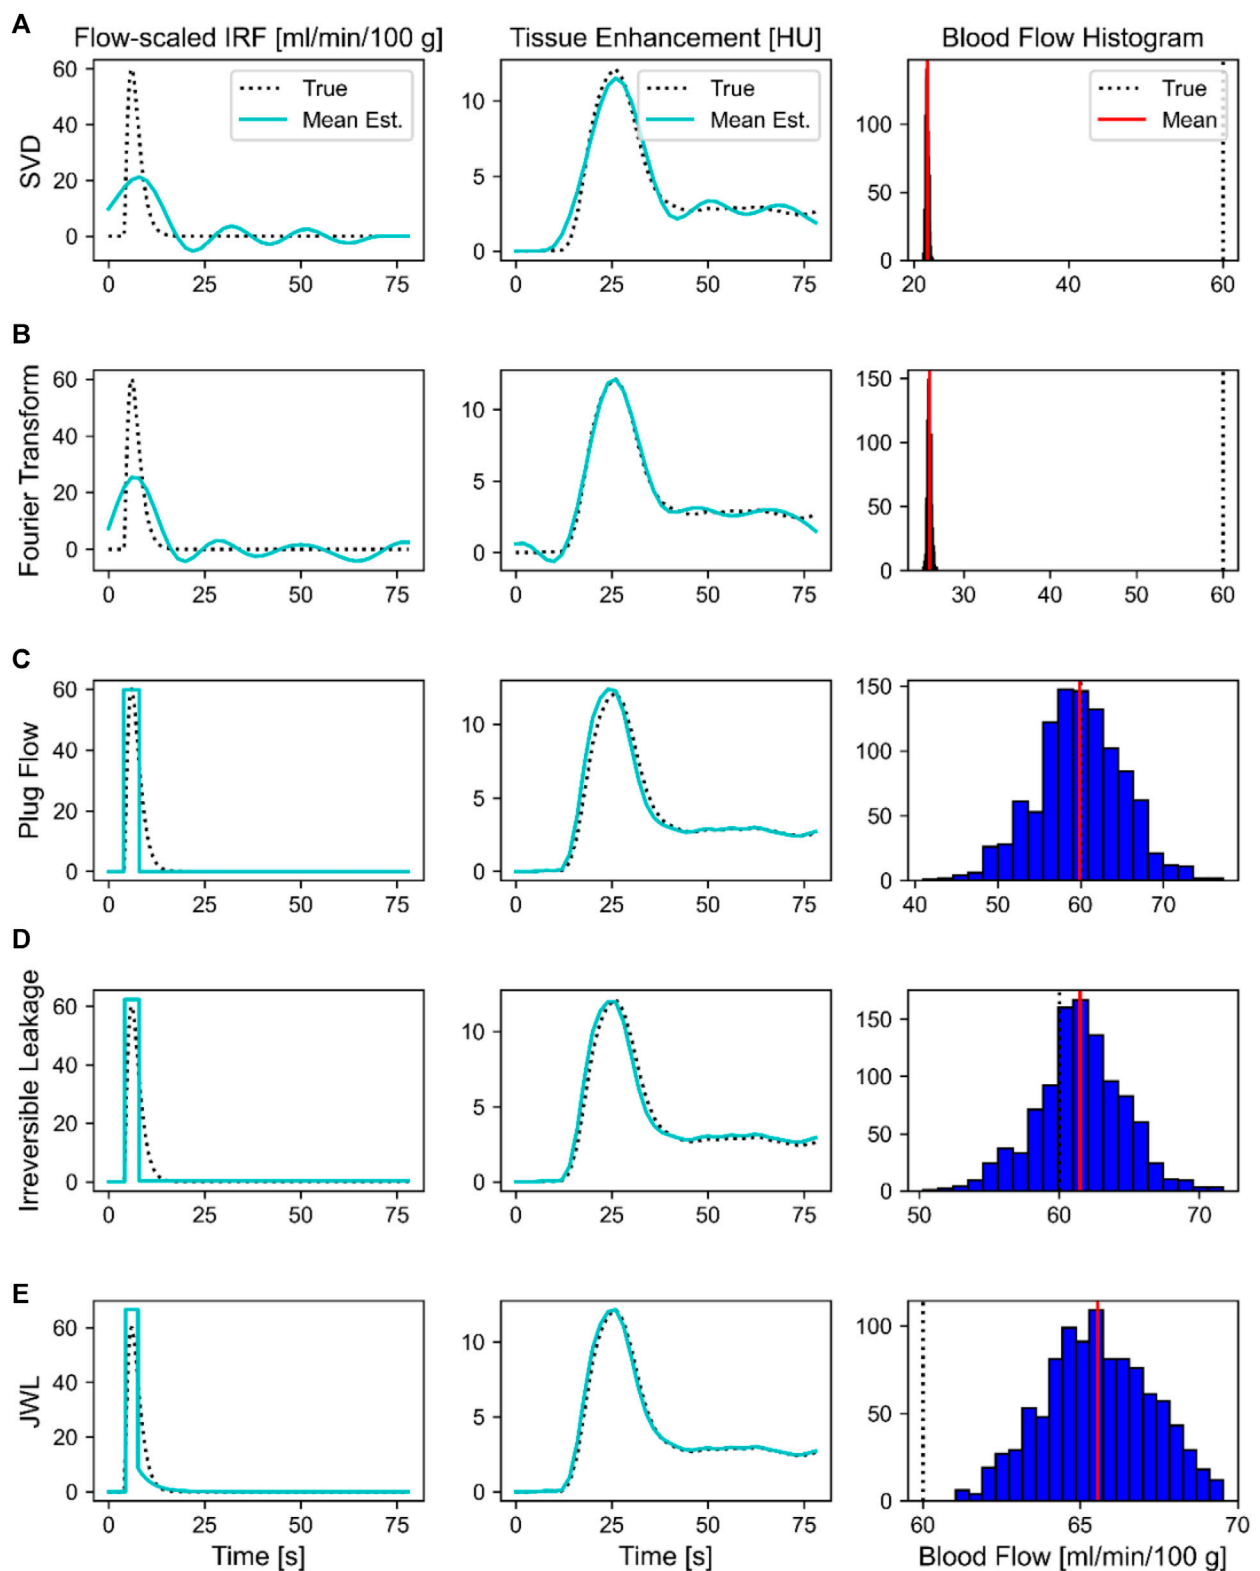 A
Flow-scaled IRF [ml/min/100 g]
Tissue Enhancement [HU]
Blood Flow Histogram
SVD
60
40
20
0
0 25 50 75
True
Mean Est.
10
5
0
0 25 50 75
True
Mean Est.
100
50
0
20 40 60
True
Mean
B
Fourier Transform
60
40
20
0
0 25 50 75
10
5
0
0 25 50 75
150
100
50
0
30 40 50 60
C
Plug Flow
60
40
20
0
0 25 50 75
10
5
0
0 25 50 75
150
100
50
0
40 50 60 70
D
Irreversible Leakage
60
40
20
0
0 25 50 75
10
5
0
0 25 50 75
150
100
50
0
50 60 70
E
JWL
60
40
20
0
0 25 50 75
Time [s]
10
5
0
0 25 50 75
Time [s]
100
50
0
60 65 70
Blood Flow [ml/min/100 g]